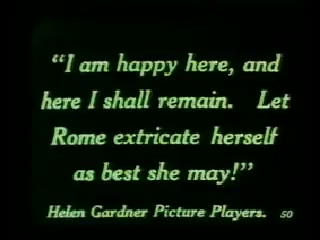 “I am happy here, and
here I shall remain. Let
Rome extricate herself
as best she may!”
Helen Gardner Picture Players. 50